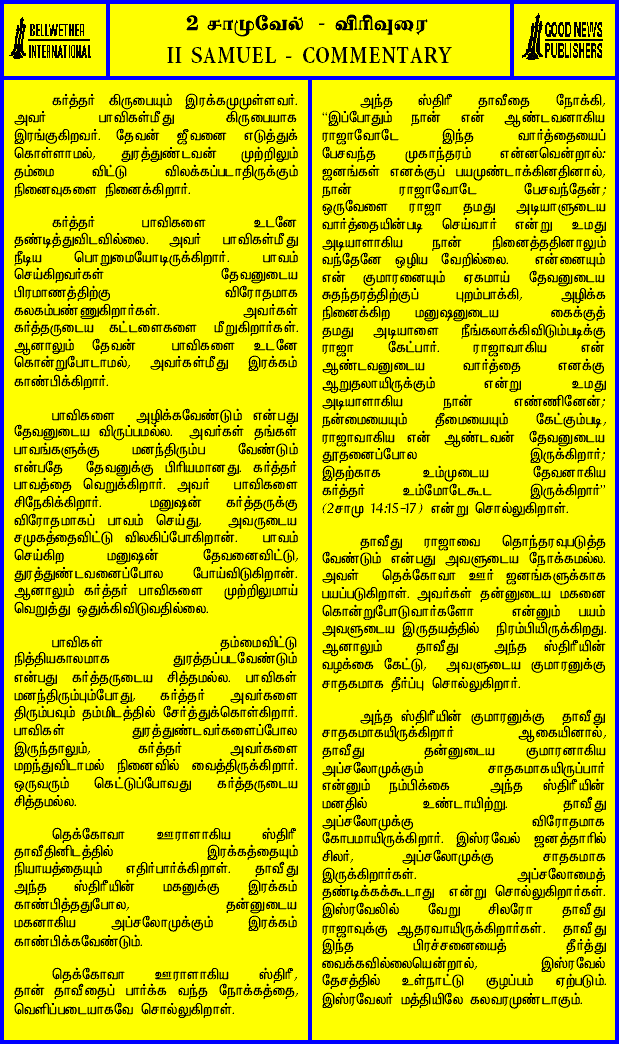 BELLWETHER
INTERNATIONAL
2 சாமுவேல் - விரிவுரை
II SAMUEL - COMMENTARY
GOOD NEWS
PUBLISHERS
கர்த்தர் கிருபையும் இரக்கமுமுள்ளவர்.
அவர் பாவிகள்மீது கிருபையாக
இரங்குகிறவர். தேவன் ஜீவனை எடுத்துக்
கொள்ளாமல், துரத்துண்டவன் முற்றிலும்
தம்மை விட்டு விலக்கப்படாதிருக்கும்
நினைவுகளை நினைக்கிறார்.
கர்த்தர் பாவிகளை உடனே
தண்டித்துவிடவில்லை. அவர் பாவிகள்மீது
நீடிய பொறுமையோடிருக்கிறார். பாவம்
செய்கிறவர்கள் தேவனுடைய
பிரமாணத்திற்கு விரோதமாக
கலகம்பண்ணுகிறார்கள். அவர்கள்
கர்த்தருடைய கட்டளைகளை மீறுகிறார்கள்.
ஆனாலும் தேவன் பாவிகளை உடனே
கொன்றுபோடாமல், அவர்கள்மீது இரக்கம்
காண்பிக்கிறார்.
பாவிகளை அழிக்கவேண்டும் என்பது
தேவனுடைய விருப்பமல்ல. அவர்கள் தங்கள்
பாவங்களுக்கு மனந்திரும்ப வேண்டும்
என்பதே தேவனுக்கு பிரியமானது. கர்த்தர்
பாவத்தை வெறுக்கிறார். அவர் பாவிகளை
சிநேகிக்கிறார். மனுஷன் கர்த்தருக்கு
விரோதமாகப் பாவம் செய்து, அவருடைய
சமுகத்தைவிட்டு விலகிப்போகிறான். பாவம்
செய்கிற மனுஷன் தேவனைவிட்டு,
துரத்துண்டவனைப்போல போய்விடுகிறான்.
ஆனாலும் கர்த்தர் பாவிகளை முற்றிலுமாய்
வெறுத்து ஒதுக்கிவிடுவதில்லை.
பாவிகள் தம்மைவிட்டு
நித்தியகாலமாக துரத்தப்படவேண்டும்
என்பது கர்த்தருடைய சித்தமல்ல. பாவிகள்
மனந்திரும்பும்போது, கர்த்தர் அவர்களை
திரும்பவும் தம்மிடத்தில் சேர்த்துக்கொள்கிறார்.
பாவிகள் துரத்துண்டவர்களைப்போல
இருந்தாலும், கர்த்தர் அவர்களை
மறந்துவிடாமல் நினைவில் வைத்திருக்கிறார்.
ஒருவரும் கெட்டுப்போவது கர்த்தருடைய
சித்தமல்ல.
தெக்கோவா ஊராளாகிய ஸ்திரீ
தாவீதினிடத்தில் இரக்கத்தையும்
நியாயத்தையும் எதிர்பார்க்கிறாள். தாவீது
அந்த ஸ்திரீயின் மகனுக்கு இரக்கம்
காண்பித்ததுபோல, தன்னுடைய
மகனாகிய அப்சலோமுக்கும் இரக்கம்
காண்பிக்கவேண்டும்.
தெக்கோவா ஊராளாகிய ஸ்திரீ,
தான் தாவீதைப் பார்க்க வந்த நோக்கத்தை,
வெளிப்படையாகவே சொல்லுகிறாள்.
அந்த ஸ்திரீ தாவீதை நோக்கி,
“இப்போதும் நான் என் ஆண்டவனாகிய
ராஜாவோடே இந்த வார்த்தையைப்
பேசவந்த முகாந்தரம் என்னவென்றால்:
ஜனங்கள் எனக்குப் பயமுண்டாக்கினதினால்,
நான் ராஜாவோடே பேசவந்தேன்;
ஒருவேளை ராஜா தமது அடியாளுடைய
வார்த்தையின்படி செய்வார் என்று உமது
அடியாளாகிய நான் நினைத்ததினாலும்
வந்தேனே ஒழிய வேறில்லை. என்னையும்
என் குமாரனையும் ஏகமாய் தேவனுடைய
சுதந்தரத்திற்குப் புறம்பாக்கி, அழிக்க
நினைக்கிற மனுஷனுடைய கைக்குத்
தமது அடியாளை நீங்கலாக்கிவிடும்படிக்கு
ராஜா கேட்பார். ராஜாவாகிய என்
ஆண்டவனுடைய வார்த்தை எனக்கு
ஆறுதலாயிருக்கும் என்று உமது
அடியாளாகிய நான் எண்ணினேன்;
நன்மையையும் தீமையையும் கேட்கும்படி,
ராஜாவாகிய என் ஆண்டவன் தேவனுடைய
தூதனைப்போல இருக்கிறார்;
இதற்காக உம்முடைய தேவனாகிய
கர்த்தர் உம்மோடேகூட இருக்கிறார்”
(2சாமு 14:15-17) என்று சொல்லுகிறாள்.
தாவீது ராஜாவை தொந்தரவுபடுத்த
வேண்டும் என்பது அவளுடைய நோக்கமல்ல.
அவள் தெக்கோவா ஊர் ஜனங்களுக்காக
பயப்படுகிறாள். அவர்கள் தன்னுடைய மகனை
கொன்றுபோடுவார்களோ என்னும் பயம்
அவளுடைய இருதயத்தில் நிரம்பியிருக்கிறது.
ஆனாலும் தாவீது அந்த ஸ்திரீயின்
வழக்கை கேட்டு, அவளுடைய குமாரனுக்கு
சாதகமாக தீர்ப்பு சொல்லுகிறார்.
அந்த ஸ்திரீயின் குமாரனுக்கு தாவீது
சாதகமாகயிருக்கிறார் ஆகையினால்,
தாவீது தன்னுடைய குமாரனாகிய
அப்சலோமுக்கும் சாதகமாகயிருப்பார்
என்னும் நம்பிக்கை அந்த ஸ்திரீயின்
மனதில் உண்டாயிற்று. தாவீது
அப்சலோமுக்கு விரோதமாக
கோபமாயிருக்கிறார். இஸ்ரவேல் ஜனத்தாரில்
சிலர், அப்சலோமுக்கு சாதகமாக
இருக்கிறார்கள். அப்சலோமைத்
தண்டிக்கக்கூடாது என்று சொல்லுகிறார்கள்.
இஸ்ரவேலில் வேறு சிலரோ தாவீது
ராஜாவுக்கு ஆதரவாயிருக்கிறார்கள். தாவீது
இந்த பிரச்சனையைத் தீர்த்து
வைக்கவில்லையென்றால், இஸ்ரவேல்
தேசத்தில் உள்நாட்டு குழப்பம் ஏற்படும்.
இஸ்ரவேலர் மத்தியிலே கலவரமுண்டாகும்.